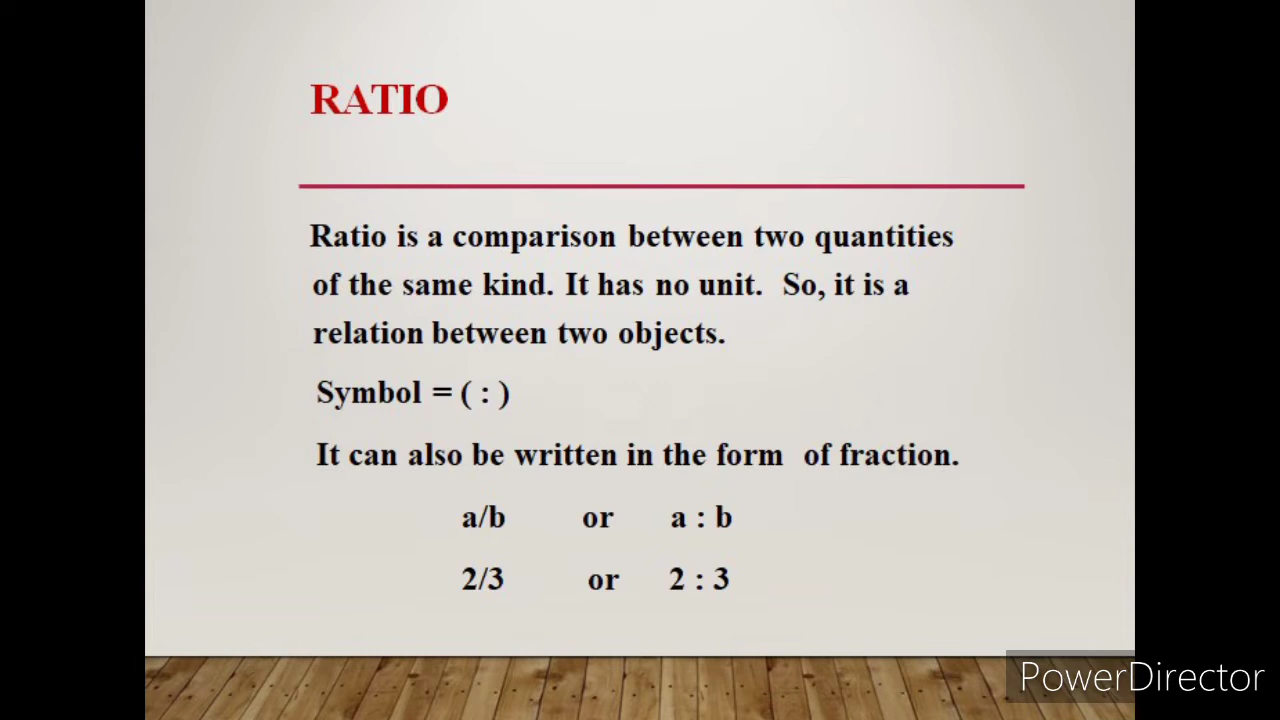 RATIO
Ratio is a comparison between two quantities
of the same kind. It has no unit. So, it is a
relation between two objects.
Symbol = ( : )
It can also be written in the form of fraction.
a/b or a : b
2/3 or 2 : 3
PowerDirector